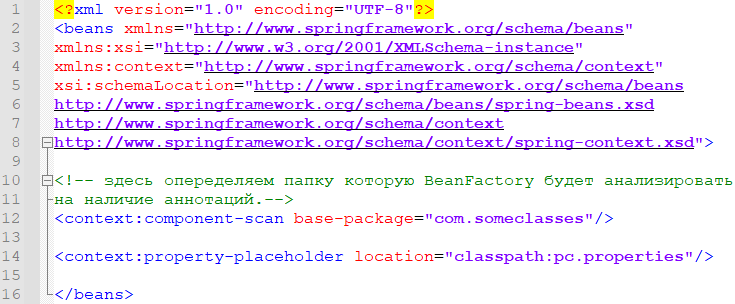 1 <?xml version="1.0" encoding="UTF-8"?>
2 <beans xmlns="http://www.springframework.org/schema/beans"
3 xmlns:xsi="http://www.w3.org/2001/XMLSchema-instance"
4 xmlns:context="http://www.springframework.org/schema/context"
5 xsi:schemaLocation="http://www.springframework.org/schema/beans
6 http://www.springframework.org/schema/beans/spring-beans.xsd
7 http://www.springframework.org/schema/context
8 http://www.springframework.org/schema/context/spring-context.xsd">
9
10 <!-- здесь опеределяем папку которую BeanFactory будет анализировать
11 на наличие аннотаций.-->
12 <context:component-scan base-package="com.someclasses"/>
13
14 <context:property-placeholder location="classpath:pc.properties"/>
15
16 </beans>